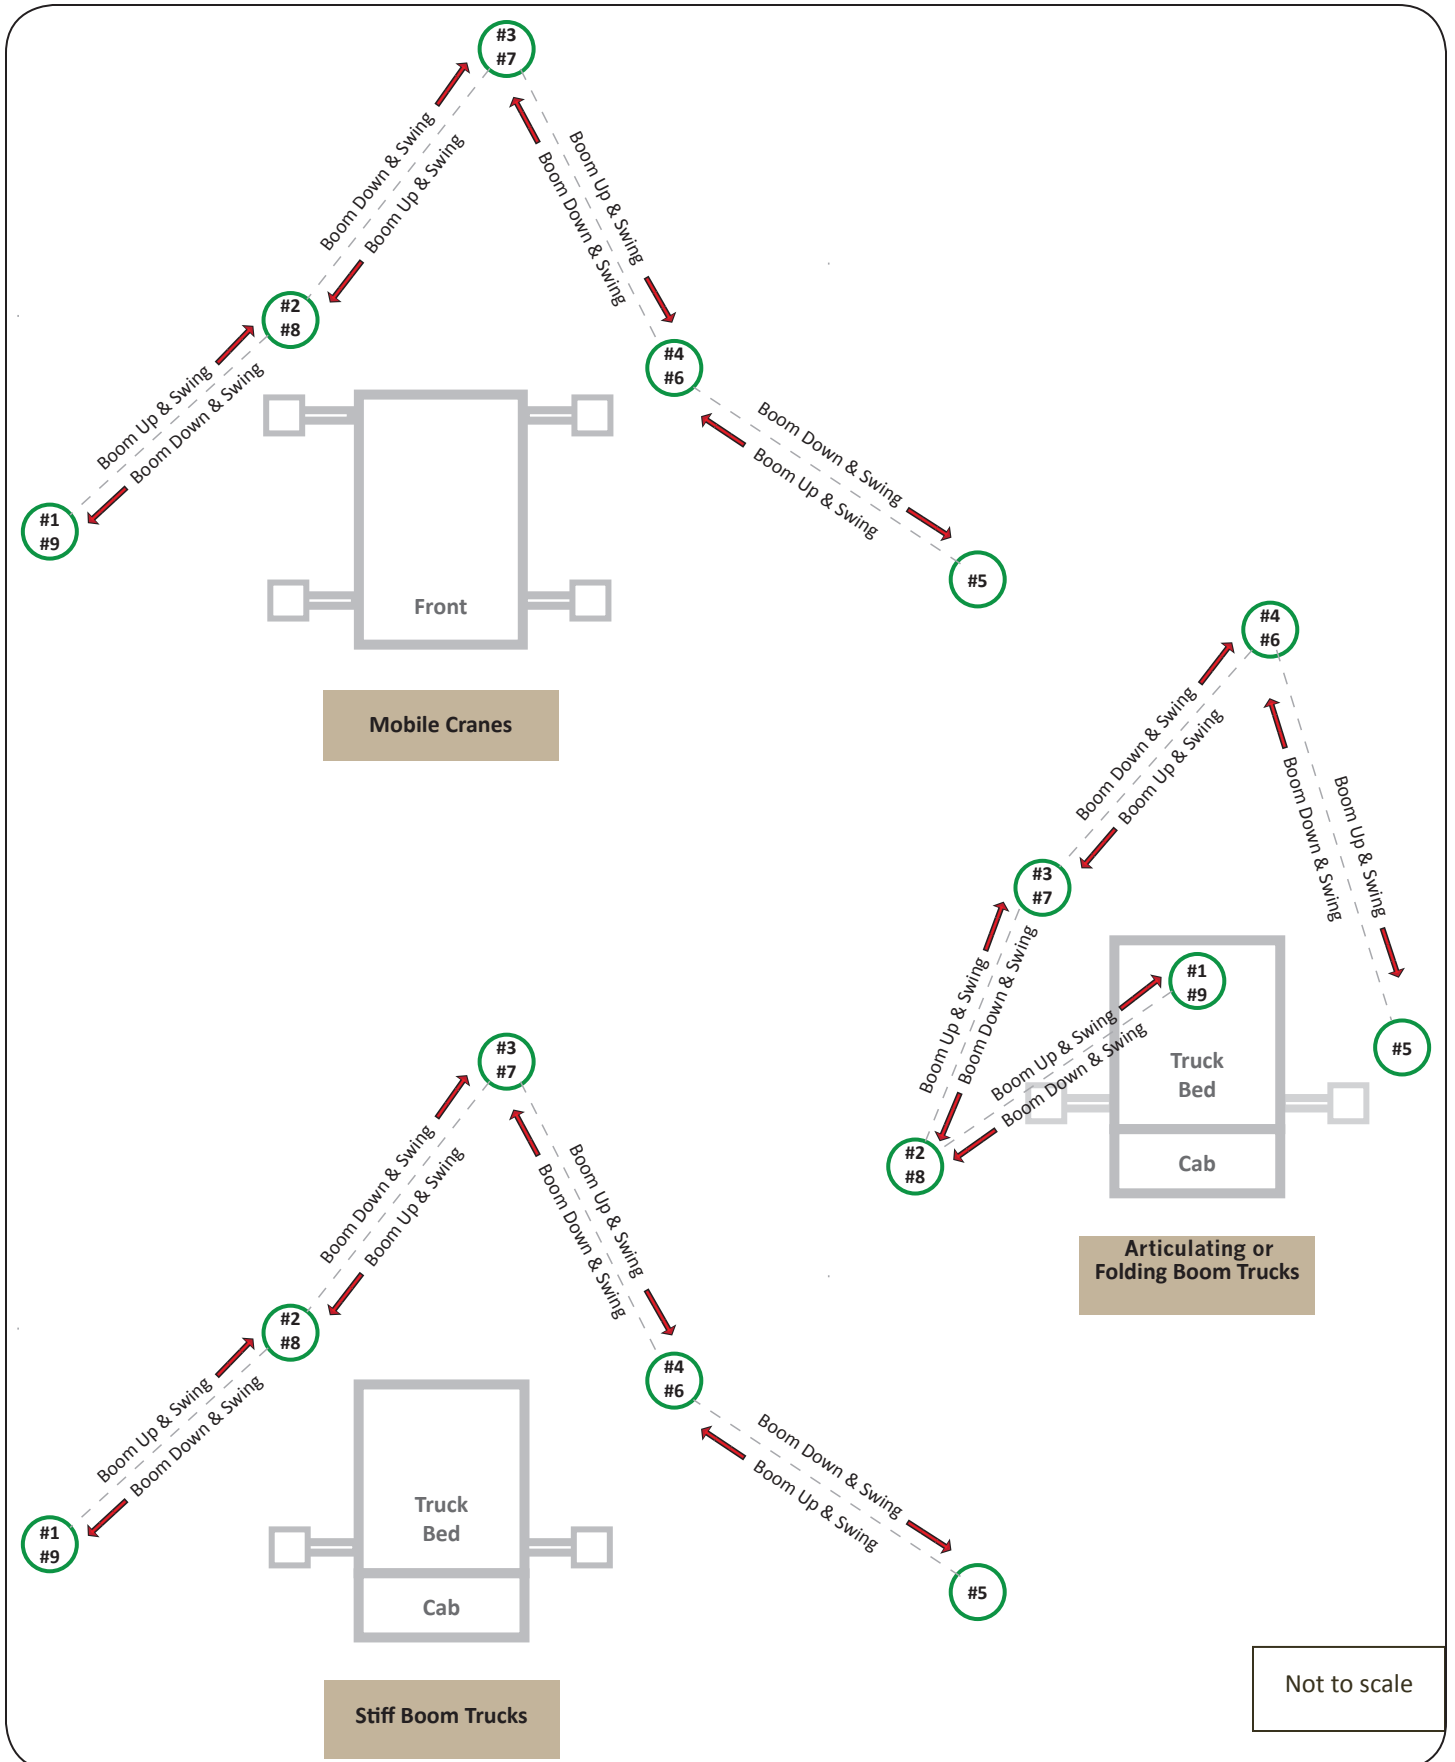 #3
#7
Boom Down & Swing
Boom Up & Swing
Boom Up & Swing
Boom Down & Swing
#2
#8
#4
#6
Boom Up & Swing
Boom Down & Swing
Boom Down & Swing
Boom Up & Swing
#1
#9
#5
Front
Mobile Cranes
#4
#6
Boom Down & Swing
Boom Up & Swing
Boom Up & Swing
Boom Down & Swing
#3
#7
Boom Up & Swing
Boom Down & Swing
#1
#9
Boom Up & Swing
Boom Down & Swing
#5
Truck
Bed
#2
#8
Cab
Articulating or
Folding Boom Trucks
#3
#7
Boom Down & Swing
Boom Up & Swing
Boom Up & Swing
Boom Down & Swing
#2
#8
#4
#6
Boom Up & Swing
Boom Down & Swing
Boom Down & Swing
Boom Up & Swing
#1
#9
#5
Truck
Bed
Cab
Stiff Boom Trucks
Not to scale